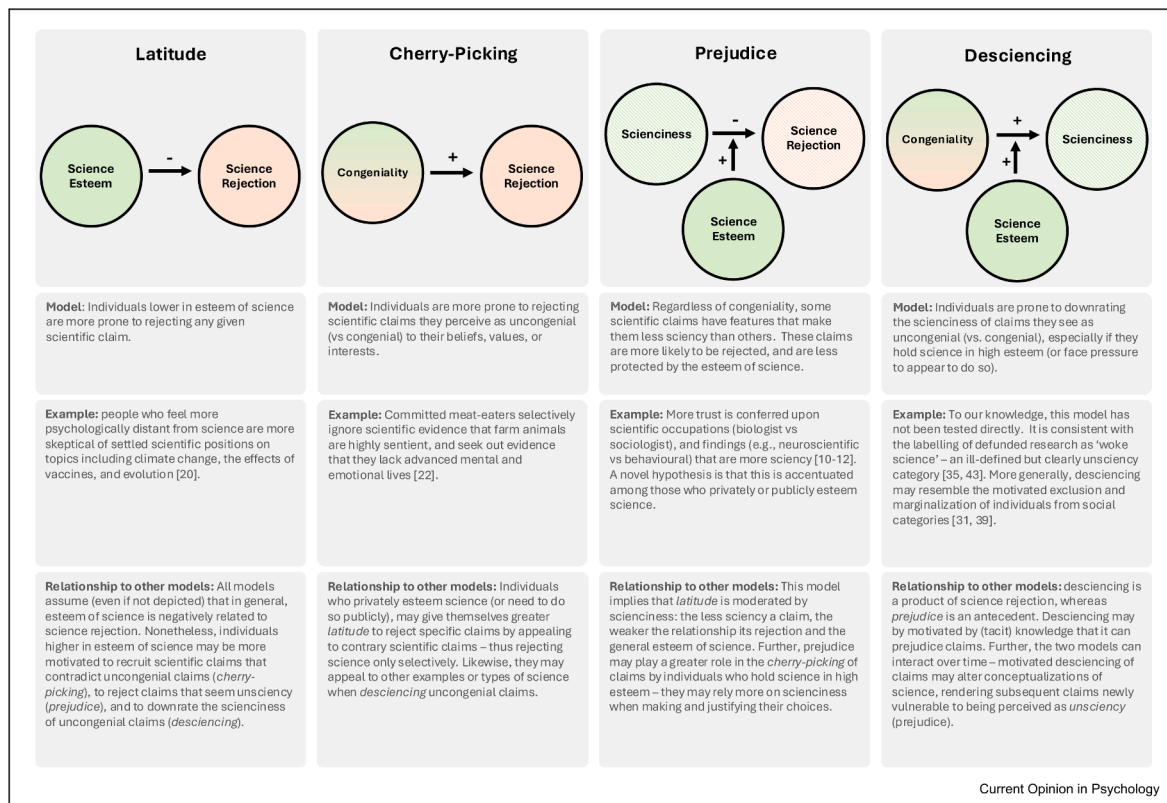 Latitude
Science
Esteem
-
Science
Rejection
Model: Individuals lower in esteem of science
are more prone to rejecting any given
scientific claim.
Example: people who feel more
psychologically distant from science are more
skeptical of settled scientific positions on
topics including climate change, the effects of
vaccines, and evolution [20].
Relationship to other models: All models
assume (even if not depicted) that in general,
esteem of science is negatively related to
science rejection. Nonetheless, individuals
higher in esteem of science may be more
motivated to recruit scientific claims that
contradict uncongenial claims (cherry-
picking), to reject claims that seem unsciency
(prejudice), and to downrate the scienciness
of uncongenial claims (desciencing).
Cherry-Picking
Congeniality
+
Science
Rejection
Model: Individuals are more prone to rejecting
scientific claims they perceive as uncongenial
(vs congenial) to their beliefs, values, or
interests.
Example: Committed meat-eaters selectively
ignore scientific evidence that farm animals
are highly sentient, and seek out evidence
that they lack advanced mental and
emotional lives [22].
Relationship to other models: Individuals
who privately esteem science (or need to do
so publicly), may give themselves greater
latitude to reject specific claims by appealing
to contrary scientific claims – thus rejecting
science only selectively. Likewise, they may
appeal to other examples or types of science
when desciencing uncongenial claims.
Prejudice
Scienciness
-
Science
Rejection
+
Science
Esteem
Model: Regardless of congeniality, some
scientific claims have features that make
them less sciency than others. These claims
are more likely to be rejected, and are less
protected by the esteem of science.
Example: More trust is conferred upon
scientific occupations (biologist vs
sociologist), and findings (e.g., neuroscientific
vs behavioural) that are more sciency [10-12].
A novel hypothesis is that this is accentuated
among those who privately or publicly esteem
science.
Relationship to other models: This model
implies that latitude is moderated by
scienciness: the less sciency a claim, the
weaker the relationship its rejection and the
general esteem of science. Further, prejudice
may play a greater role in the cherry-picking of
claims by individuals who hold science in high
esteem – they may rely more on scienciness
when making and justifying their choices.
Desciencing
Congeniality
+
Scienciness
+
Science
Esteem
Model: Individuals are prone to downrating
the scienciness of claims they see as
uncongenial (vs. congenial), especially if they
hold science in high esteem (or face pressure
to appear to do so).
Example: To our knowledge, this model has
not been tested directly. It is consistent with
the labelling of defunded research as ‘woke
science’ – an ill-defined but clearly unsciency
category [35, 43]. More generally, desciencing
may resemble the motivated exclusion and
marginalization of individuals from social
categories [31, 39].
Relationship to other models: desciencing is
a product of science rejection, whereas
prejudice is an antecedent. Desciencing may
by motivated by (tacit) knowledge that it can
prejudice claims. Further, the two models can
interact over time – motivated desciencing of
claims may alter conceptualizations of
science, rendering subsequent claims newly
vulnerable to being perceived as unsciency
(prejudice).
Current Opinion in Psychology